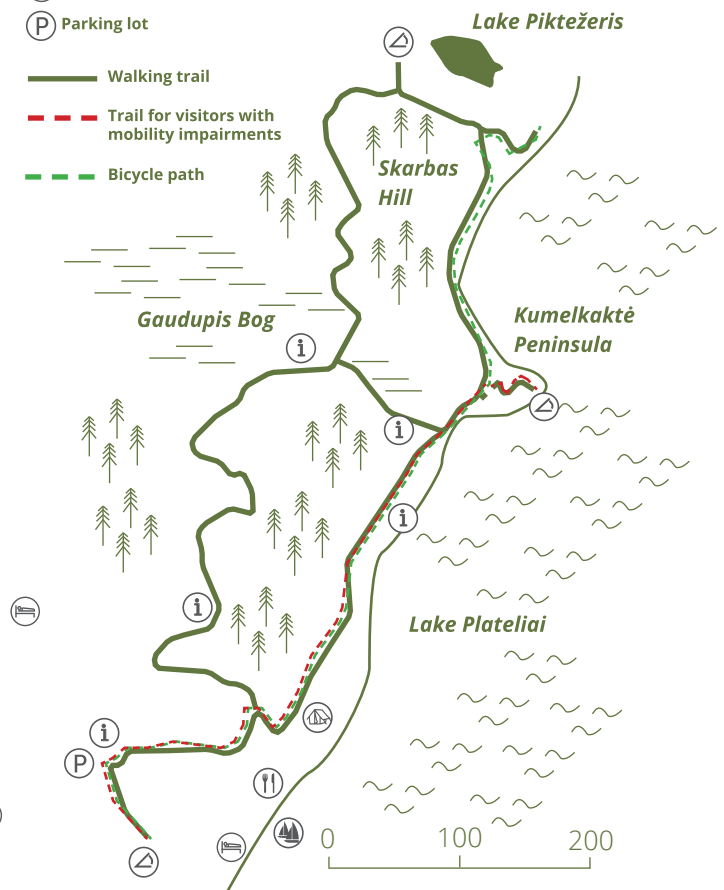 Lake Piktežeris
P
Parking lot
Walking trail
Trail for visitors with
mobility impairments
Bicycle path
Skarbas
Hill
Gaudupis Bog
Kumelkaktė
Peninsula
i
i
i
i
Lake Plateliai
i
P
0 100 200